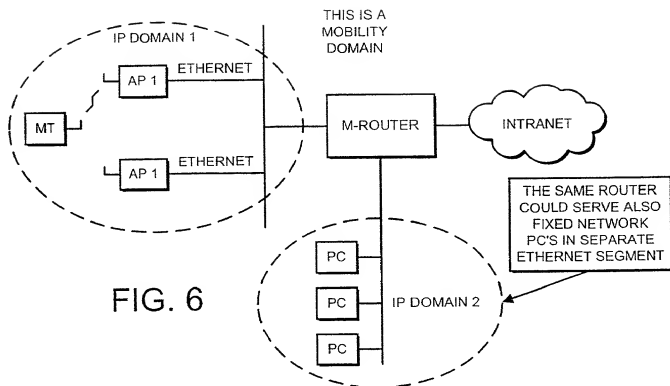 IP DOMAIN 1
THIS IS A
MOBILITY
DOMAIN
AP 1
ETHERNET
MT
M-ROUTER
INTRANET
AP 1
ETHERNET
THE SAME ROUTER
COULD SERVE ALSO
FIXED NETWORK
PC'S IN SEPARATE
ETHERNET SEGMENT
PC
PC
IP DOMAIN 2
PC
FIG. 6